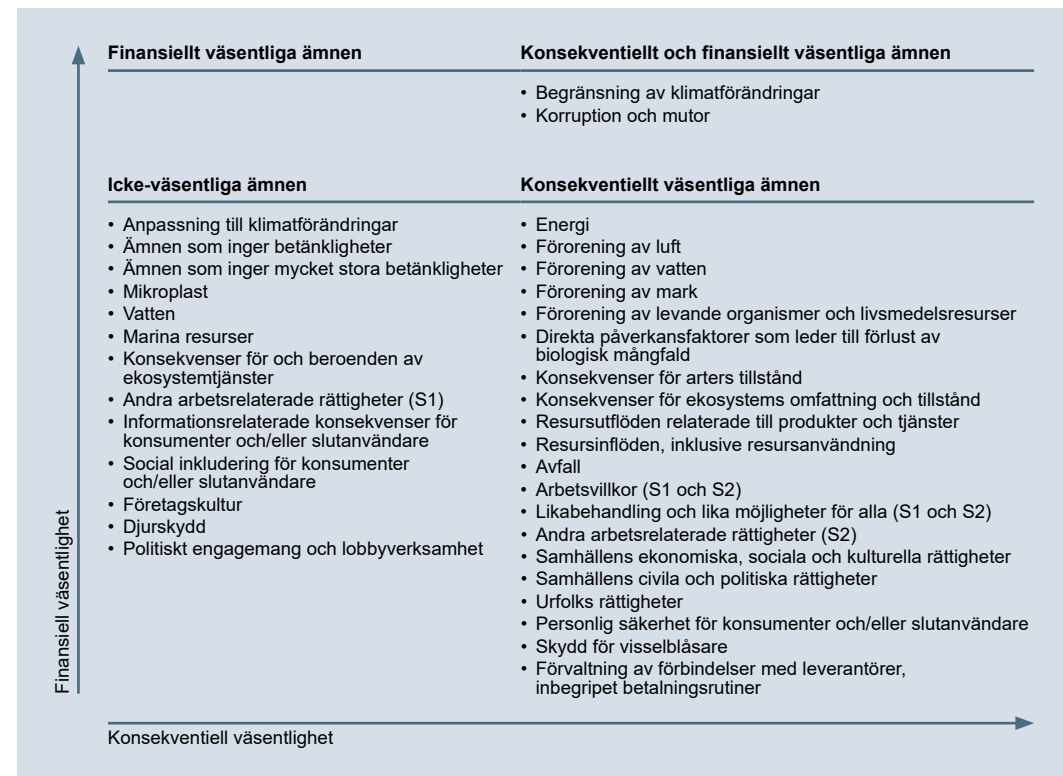 Finansiellt väsentliga ämnen
Konsekventiellt och finansiellt väsentliga ämnen
• Begränsning av klimatförändringar
• Korruption och mutor
Icke-väsentliga ämnen
• Anpassning till klimatförändringar
• Ämnen som inger betänkligheter
• Ämnen som inger mycket stora betänkligheter
• Mikroplast
• Vatten
• Marina resurser
• Konsekvenser för och beroenden av
ekosystemtjänster
• Andra arbetsrelaterade rättigheter (S1)
• Informationsrelaterade konsekvenser för
konsumenter och/eller slutanvändare
• Social inkludering för konsumenter
och/eller slutanvändare
• Företagskultur
• Djurskydd
• Politiskt engagemang och lobbyverksamhet
Konsekventiellt väsentliga ämnen
• Energi
• Förorening av luft
• Förorening av vatten
• Förorening av mark
• Förorening av levande organismer och livsmedelsresurser
• Direkta påverkansfaktorer som leder till förlust av
biologisk mångfald
• Konsekvenser för arters tillstånd
• Konsekvenser för ekosystems omfattning och tillstånd
• Resursutflöden relaterade till produkter och tjänster
• Resursinflöden, inklusive resursanvändning
• Avfall
• Arbetsvillkor (S1 och S2)
• Likabehandling och lika möjligheter för alla (S1 och S2)
• Andra arbetsrelaterade rättigheter (S2)
• Samhällens ekonomiska, sociala och kulturella rättigheter
• Samhällens civila och politiska rättigheter
• Urfolks rättigheter
• Personlig säkerhet för konsumenter och/eller slutanvändare
• Skydd för visselblåsare
• Förvaltning av förbindelser med leverantörer,
inbegripet betalningsrutiner
Finansiell väsentlighet
Konsekventiell väsentlighet